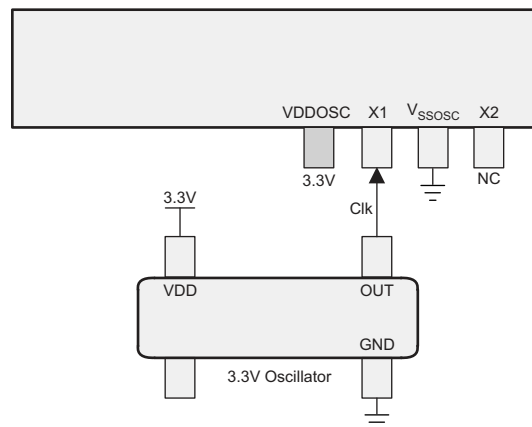 VDDOSC X1 VSSOSC X2
3.3V NC
3.3V
Clk
VDD OUT
GND
3.3V Oscillator